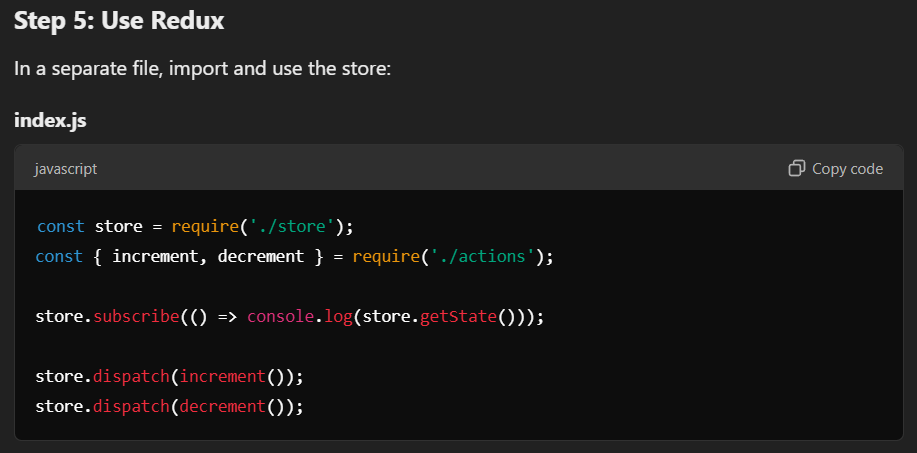 Step 5: Use Redux
In a separate file, import and use the store:
index.js
javascript
Copy code
const store = require('./store');
const { increment, decrement } = require('./actions');
store.subscribe(() => console.log(store.getState()));
store.dispatch(increment());
store.dispatch(decrement());